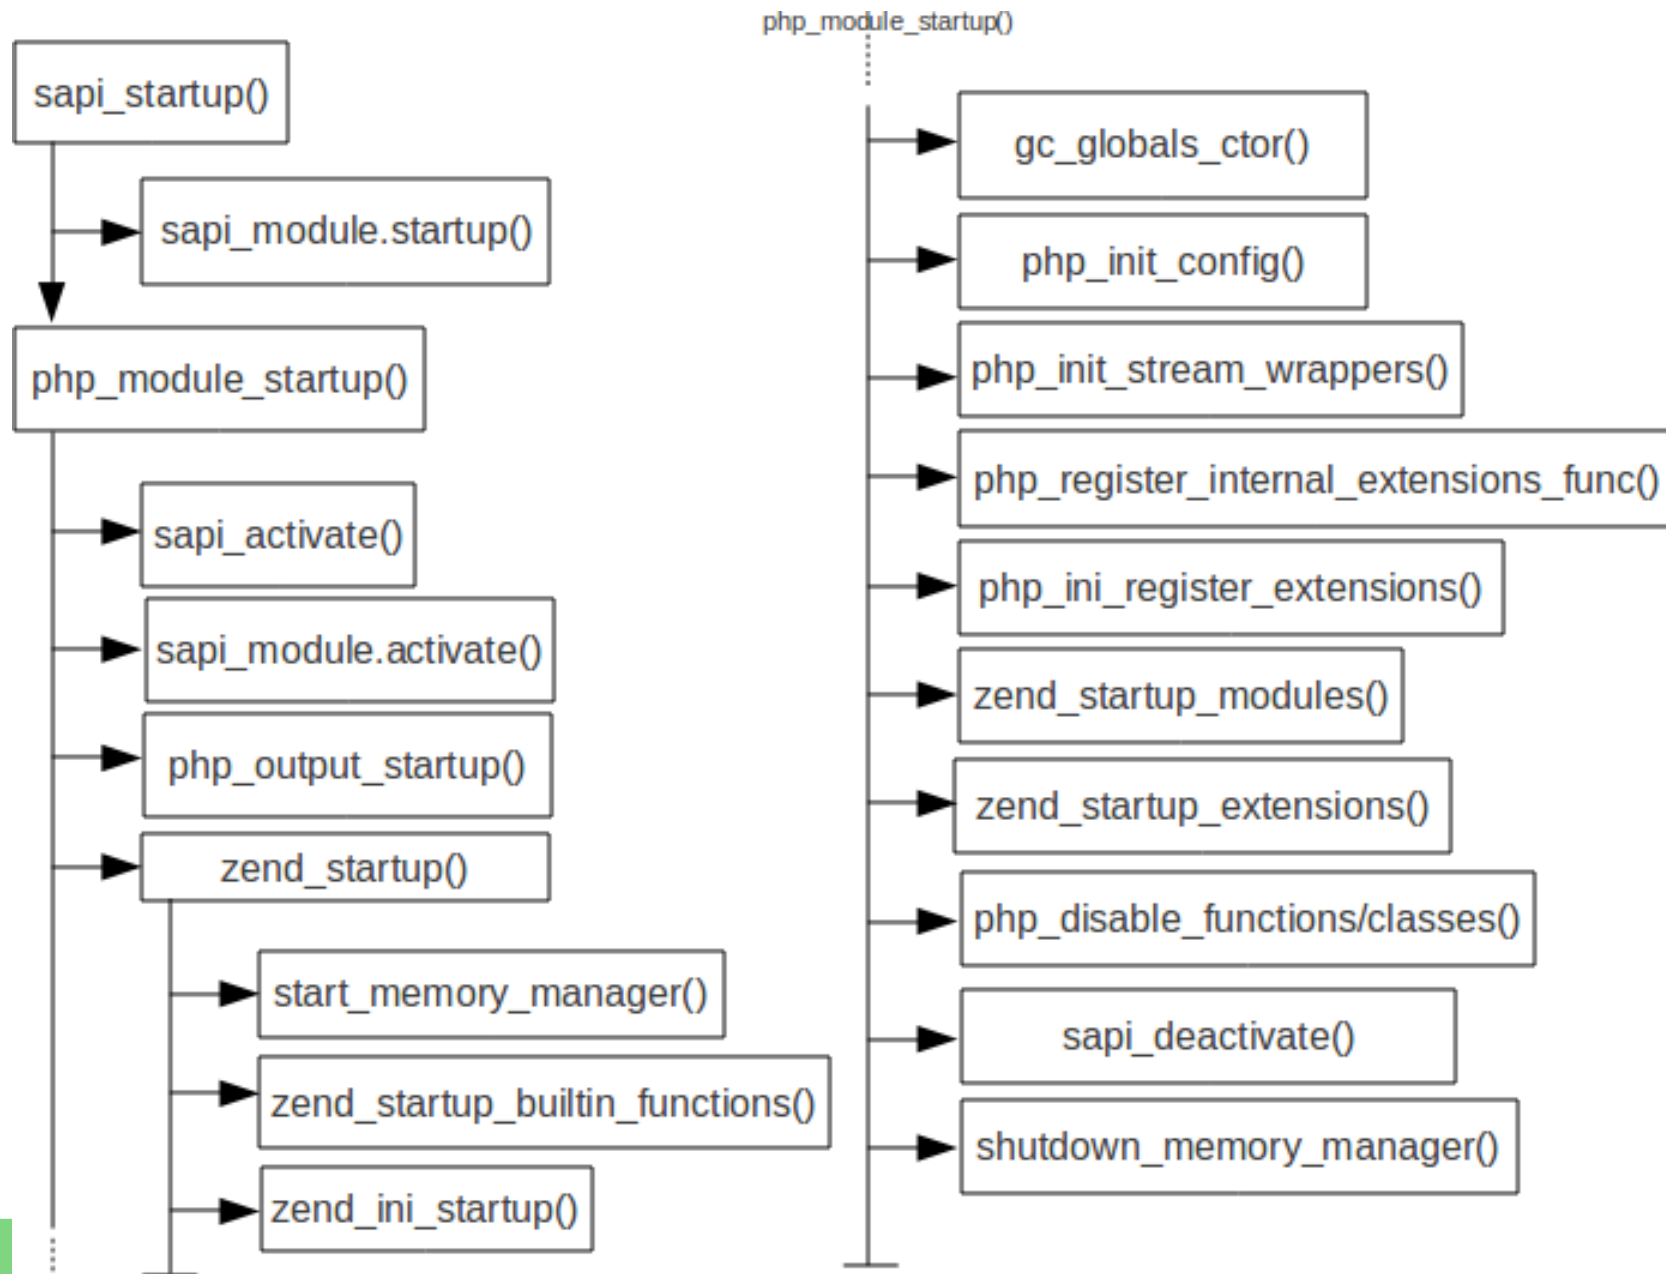 sapi_startup()
sapi_module.startup()
php_module_startup()
sapi_activate()
sapi_module.activate()
php_output_startup()
zend_startup()
start_memory_manager()
zend_startup_builtin_functions()
zend_ini_startup()
php_module_startup()
gc_globals_ctor()
php_init_config()
php_init_stream_wrappers()
php_register_internal_extensions_func()
php_ini_register_extensions()
zend_startup_modules()
zend_startup_extensions()
php_disable_functions/classes()
sapi_deactivate()
shutdown_memory_manager()